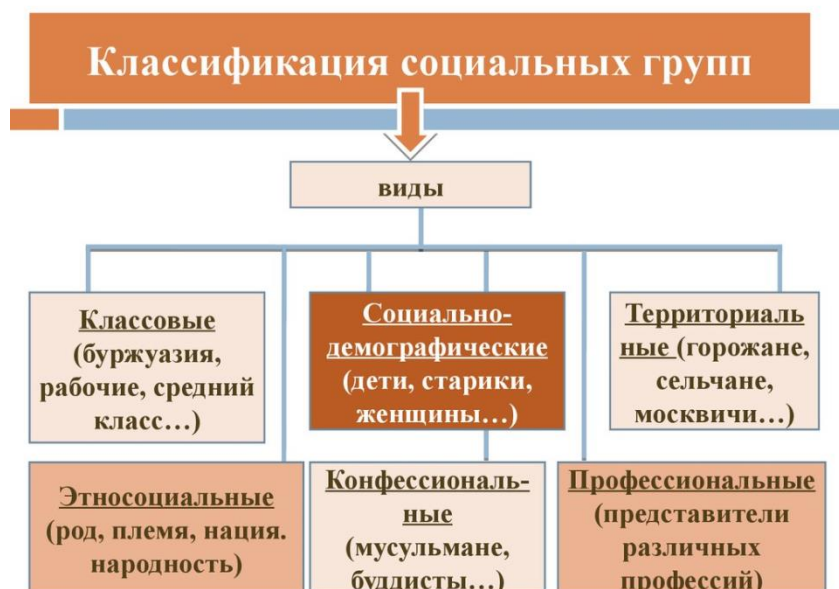 Классификация социальных групп
виды
Классовые
(буржуазия,
рабочие, средний
класс…)
Социально-
демографические
(дети, старики,
женщины…)
Территориаль
ные (горожане,
сельчане,
москвичи…)
Этносоциальные
(род, племя, нация.
народность)
Конфессиональ-
ные
(мусульмане,
буддисты…)
Профессиональные
(представители
различных
профессий)